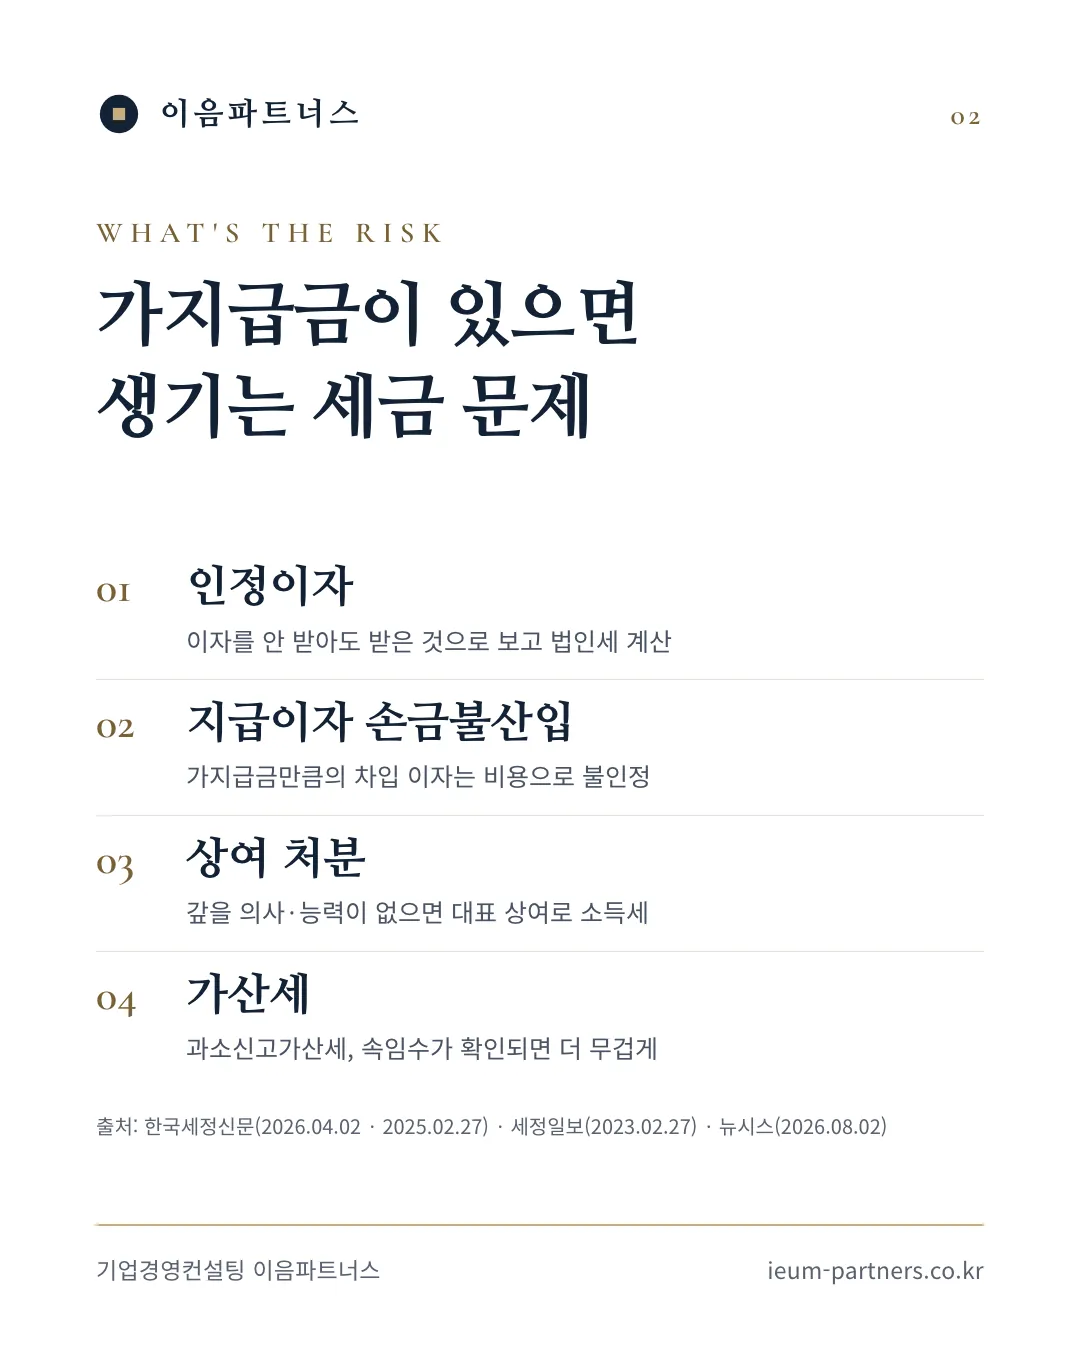 이음파트너스
02
WHAT'S THE RISK
가지급금이 있으면
생기는 세금 문제
01 인정이자
이자를 안 받아도 받은 것으로 보고 법인세 계산
02 지급이자 손금불산입
가지급금만큼의 차입 이자는 비용으로 불인정
03 상여 처분
갚을 의사·능력이 없으면 대표 상여로 소득세
04 가산세
과소신고가산세, 속임수가 확인되면 더 무겁게
출처: 한국세정신문(2026.04.02 · 2025.02.27) · 세정일보(2023.02.27) · 뉴시스(2026.08.02)
기업경영컨설팅 이음파트너스
ieum-partners.co.kr